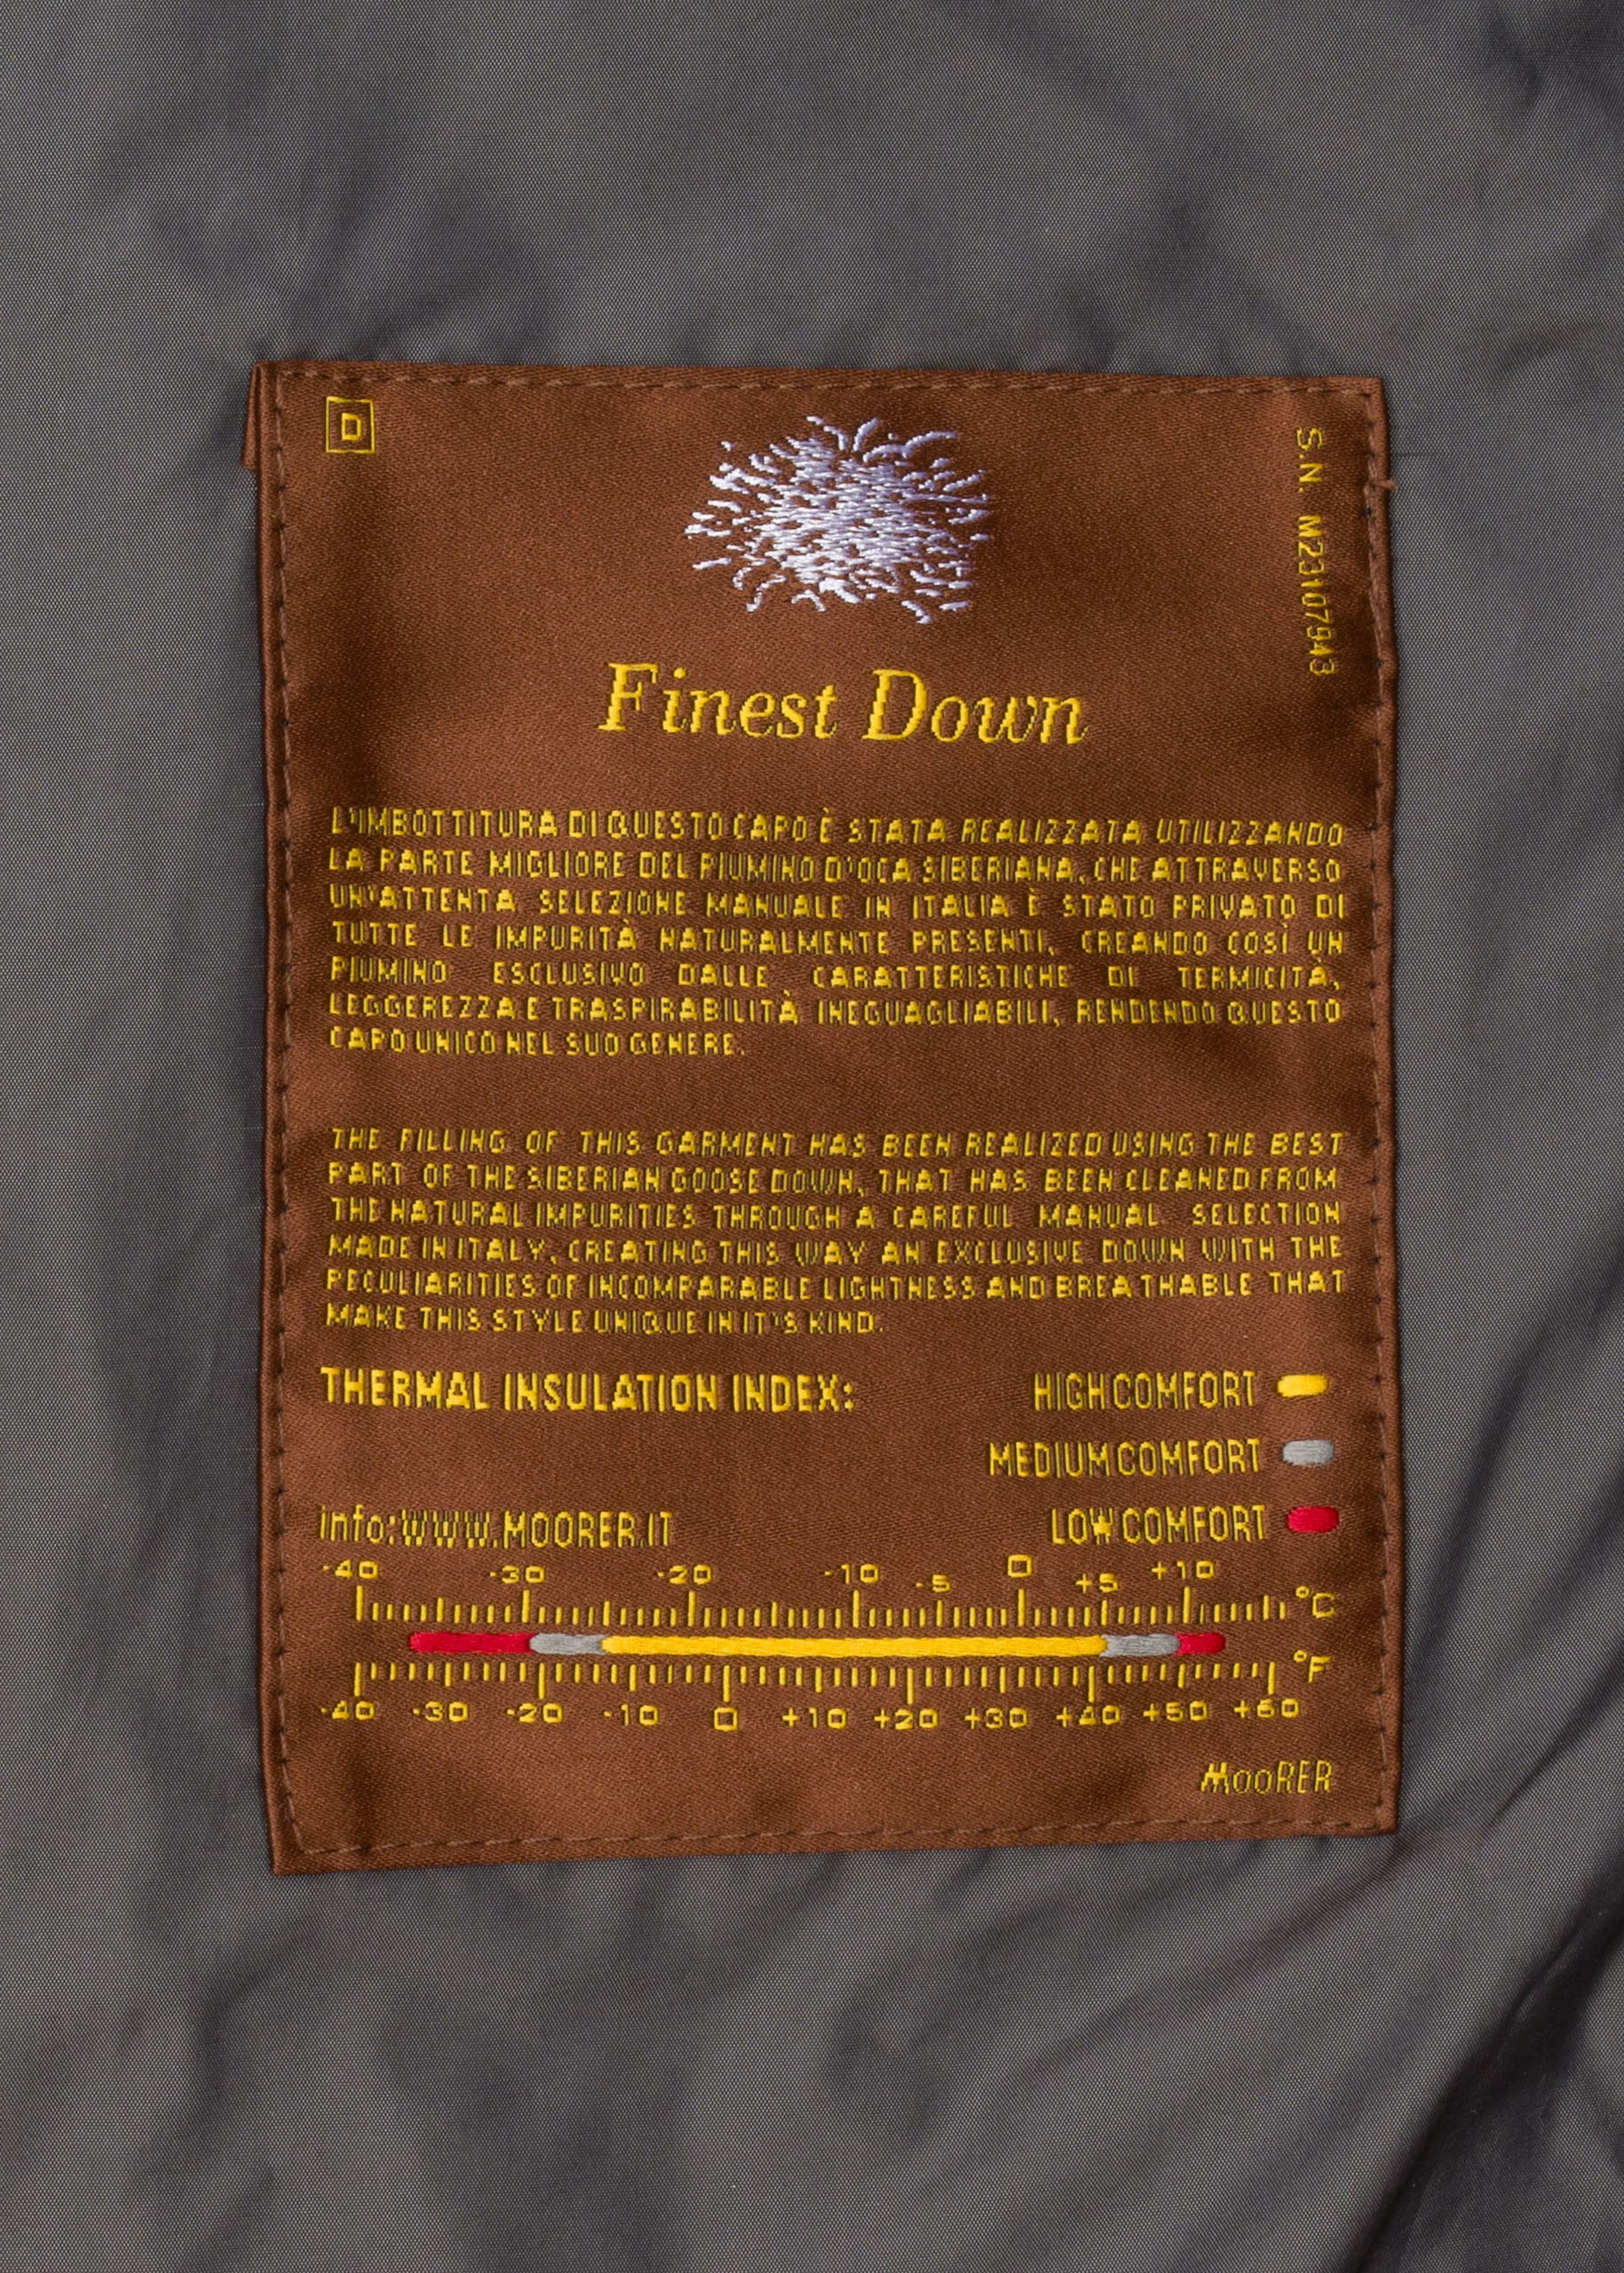 D
S.N. M23107943
Finest Down
L'IMBOTTITURA DI QUESTO CAPO È STATA REALIZZATA UTILIZZANDO
LA PARTE MIGLIORE DEL PIUMINO D'OCA SIBERIANA, CHE ATTRAVERSO
UN'ATTENTA SELEZIONE MANUALE IN ITALIA È STATO PRIVATO DI
TUTTE LE IMPURITÀ NATURALMENTE PRESENTI, CREANDO COSÌ UN
PIUMINO ESCLUSIVO DALLE CARATTERISTICHE DI TERMICITÀ,
LEGGEREZZA E TRASPIRABILITÀ INEGUAGLIABILI, RENDENDO QUESTO
CAPO UNICO NEL SUO GENERE.
THE FILLING OF THIS GARMENT HAS BEEN REALIZED USING THE BEST
PART OF THE SIBERIAN GOOSE DOWN, THAT HAS BEEN CLEANED FROM
THE NATURAL IMPURITIES THROUGH A CAREFUL MANUAL SELECTION
MADE IN ITALY, CREATING THIS WAY AN EXCLUSIVE DOWN WITH THE
PECULIARITIES OF INCOMPARABLE LIGHTNESS AND BREATHABLE THAT
MAKE THIS STYLE UNIQUE IN IT'S KIND.
THERMAL INSULATION INDEX: HIGH COMFORT
MEDIUM COMFORT
info:WWW.MOORER.IT LOW COMFORT
-40 -30 -20 -10 -5 0 +5 +10
°C
°F
-40 -30 -20 -10 0 +10 +20 +30 +40 +50 +60
MooRER